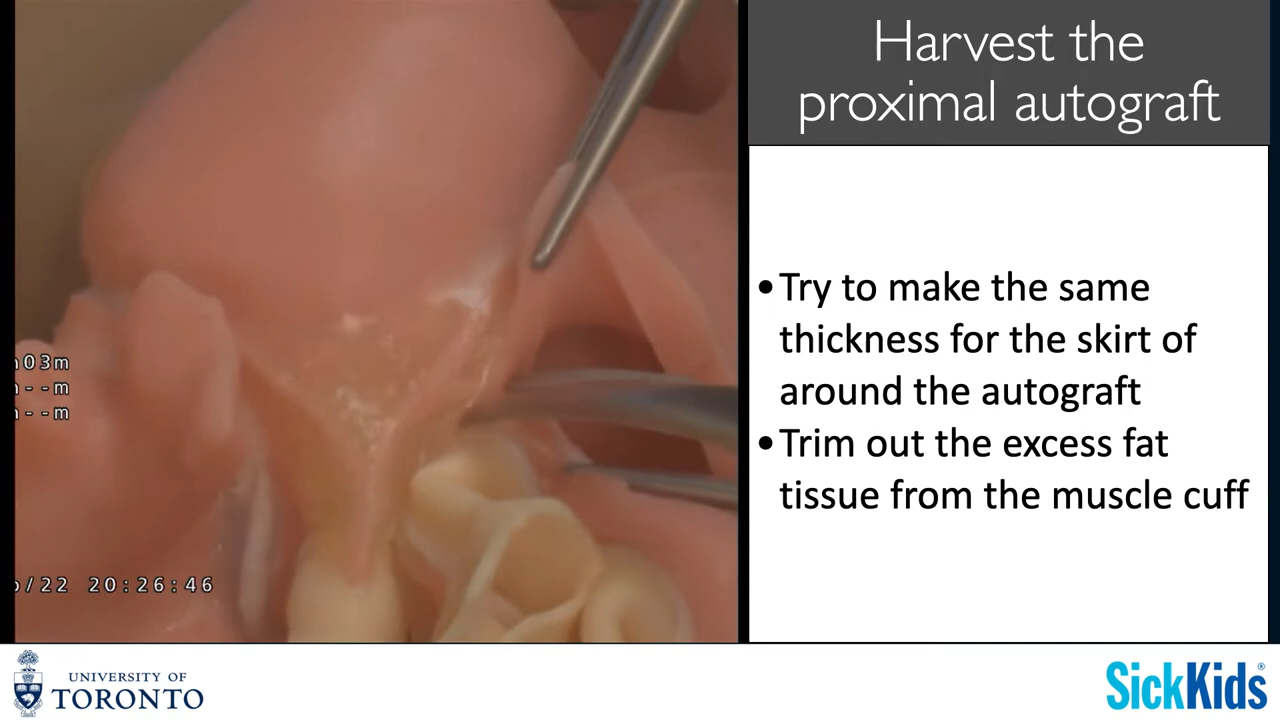 Harvest the
proximal autograft
• Try to make the same
thickness for the skirt of
around the autograft
• Trim out the excess fat
tissue from the muscle cuff
03m
--m
--m
/22 20:26:46
UNIVERSITY OF
TORONTO
SickKids®